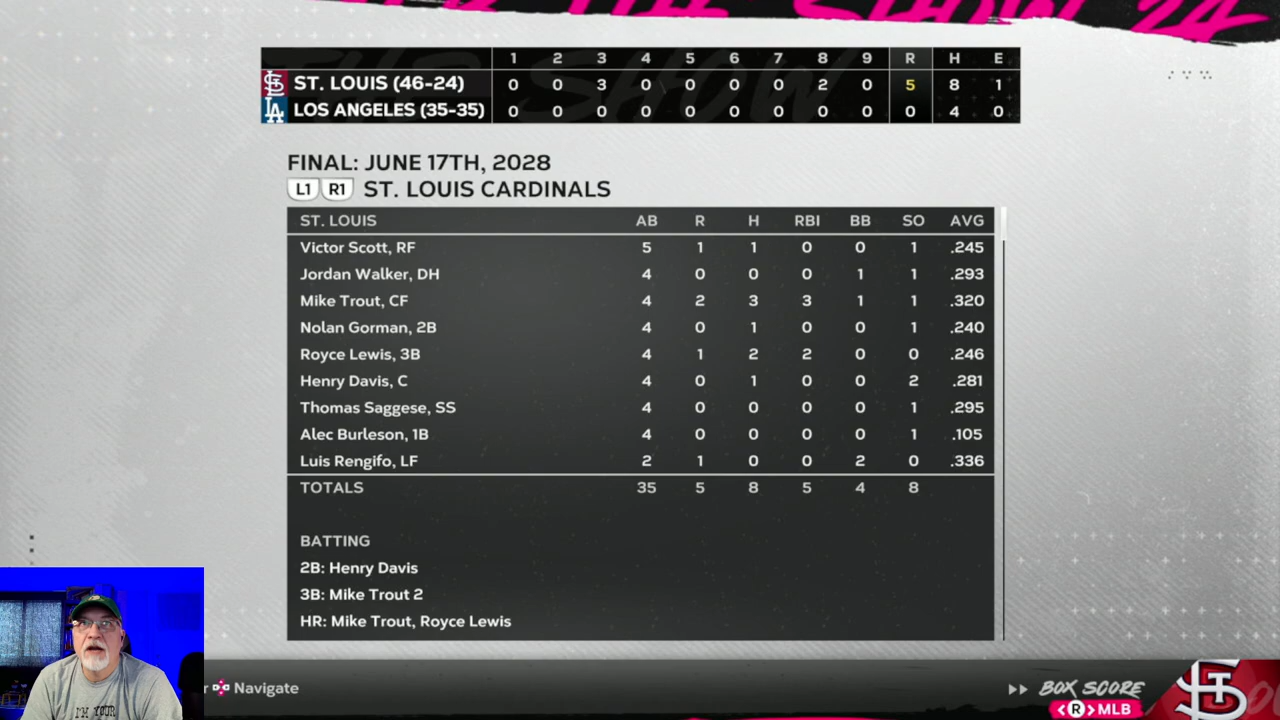 THE SHOW 24
1 2 3 4 5 6 7 8 9 R H E
ST. LOUIS (46-24) 0 0 3 0 0 0 0 2 0 5 8 1
LA LOS ANGELES (35-35) 0 0 0 0 0 0 0 0 0 0 4 0
FINAL: JUNE 17TH, 2028
L1 R1 ST. LOUIS CARDINALS
ST. LOUIS AB R H RBI BB SO AVG
Victor Scott, RF 5 1 1 0 0 1 .245
Jordan Walker, DH 4 0 0 0 1 1 .293
Mike Trout, CF 4 2 3 3 1 1 .320
Nolan Gorman, 2B 4 0 1 0 0 1 .240
Royce Lewis, 3B 4 1 2 2 0 0 .246
Henry Davis, C 4 0 1 0 0 2 .281
Thomas Saggese, SS 4 0 0 0 0 1 .295
Alec Burleson, 1B 4 0 0 0 0 1 .105
Luis Rengifo, LF 2 1 0 0 2 0 .336
TOTALS 35 5 8 5 4 8
BATTING
2B: Henry Davis
3B: Mike Trout 2
HR: Mike Trout, Royce Lewis
r Navigate
BOX SCORE
R MLB
I'M YOUR